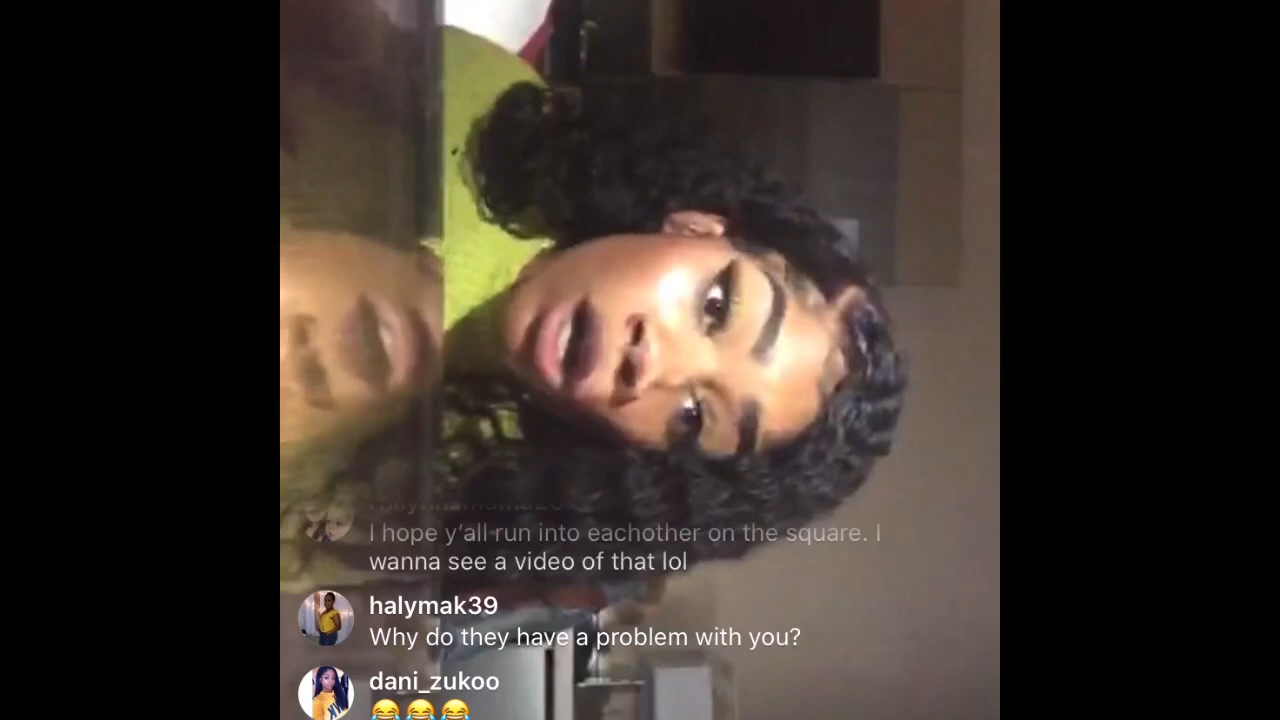 I hope y'all run into eachother on the square. I
wanna see a video of that lol
halymak39
Why do they have a problem with you?
dani_zukoo
😂😂😂